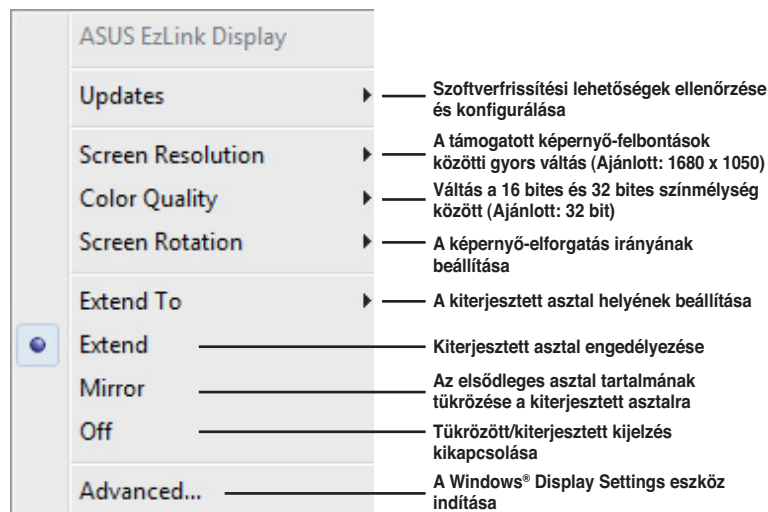 ASUS EzLink Display
Updates
Szoftverfrissítési lehetőségek ellenőrzése
és konfigurálása
Screen Resolution
A támogatott képernyő-felbontások
közötti gyors váltás (Ajánlott: 1680 x 1050)
Color Quality
Váltás a 16 bites és 32 bites színmélység
között (Ajánlott: 32 bit)
Screen Rotation
A képernyő-elforgatás irányának
beállítása
Extend To
A kiterjesztett asztal helyének beállítása
Extend
Kiterjesztett asztal engedélyezése
Mirror
Az elsődleges asztal tartalmának
tükrözése a kiterjesztett asztalra
Off
Tükrözött/kiterjesztett kijelzés
kikapcsolása
Advanced...
A Windows® Display Settings eszköz
indítása